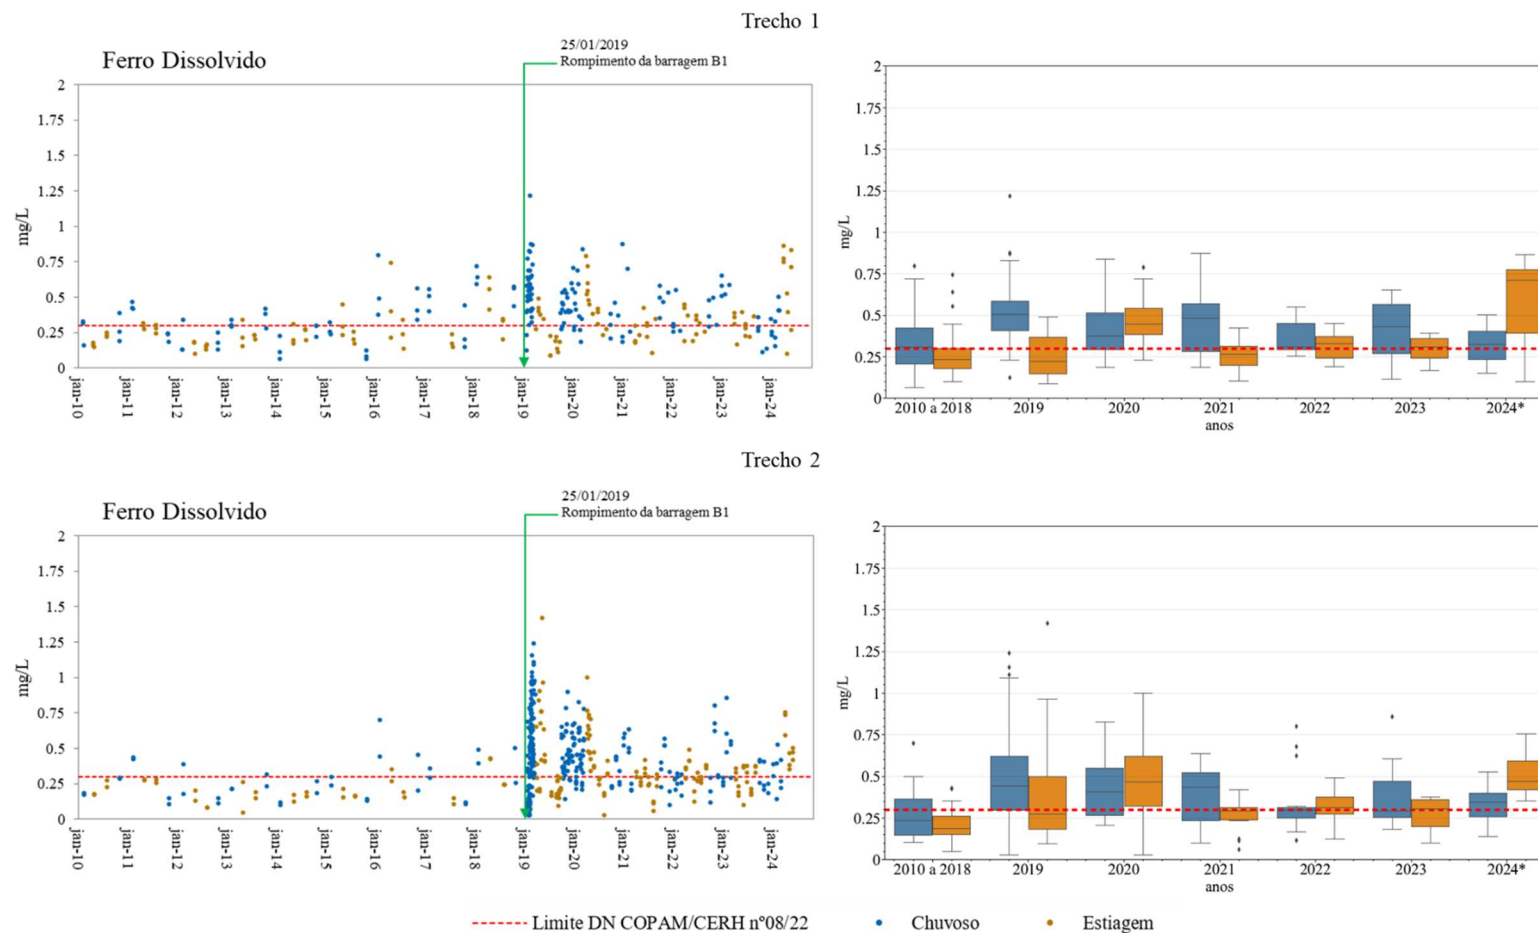 Trecho 1
Ferro Dissolvido
25/01/2019
Rompimento da barragem B1
mg/L
2
1.75
1.5
1.25
1
0.75
0.5
0.25
0
jan-10
jan-11
jan-12
jan-13
jan-14
jan-15
jan-16
jan-17
jan-18
jan-19
jan-20
jan-21
jan-22
jan-23
jan-24
mg/L
2
1.75
1.5
1.25
1
0.75
0.5
0.25
0
2010 a 2018
2019
2020
2021
2022
2023
2024*
anos
Trecho 2
Ferro Dissolvido
25/01/2019
Rompimento da barragem B1
mg/L
2
1.75
1.5
1.25
1
0.75
0.5
0.25
0
jan-10
jan-11
jan-12
jan-13
jan-14
jan-15
jan-16
jan-17
jan-18
jan-19
jan-20
jan-21
jan-22
jan-23
jan-24
mg/L
2
1.75
1.5
1.25
1
0.75
0.5
0.25
0
2010 a 2018
2019
2020
2021
2022
2023
2024*
anos
Limite DN COPAM/CERH nº08/22
Chuvoso
Estiagem